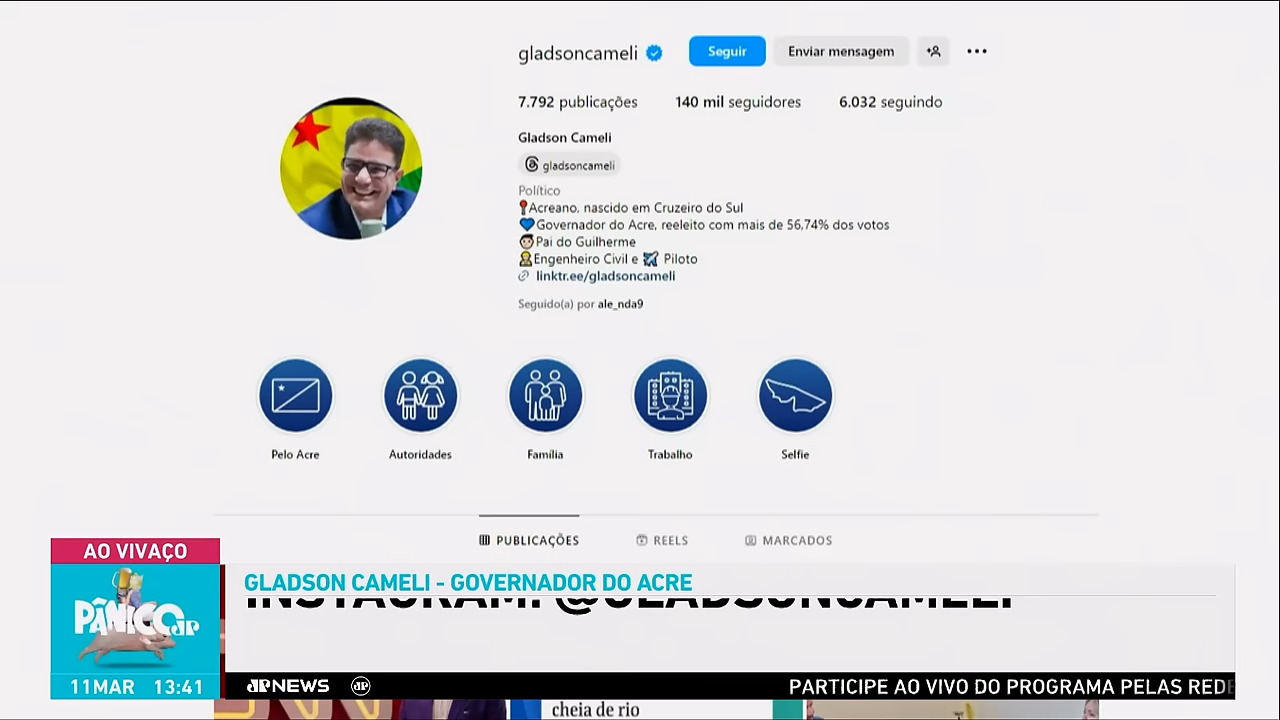 gladsoncameli
Seguir
Enviar mensagem
7.792 publicações 140 mil seguidores 6.032 seguindo
Gladson Cameli
gladsoncameli
Político
Acreano, nascido em Cruzeiro do Sul
Governador do Acre, reeleito com mais de 56,74% dos votos
Pai do Guilherme
Engenheiro Civil e Piloto
linktr.ee/gladsoncameli
Seguido(a) por ale_nda9
Pelo Acre Autoridades Família Trabalho Selfie
PUBLICAÇÕES REELS MARCADOS
AO VIVAÇO
GLADSON CAMELI - GOVERNADOR DO ACRE
INSTAGRAM: @GLADSONCAMELI
PÂNICO JP
11MAR 13:41
JP NEWS JP
PARTICIPE AO VIVO DO PROGRAMA PELAS REDE
cheia de rio